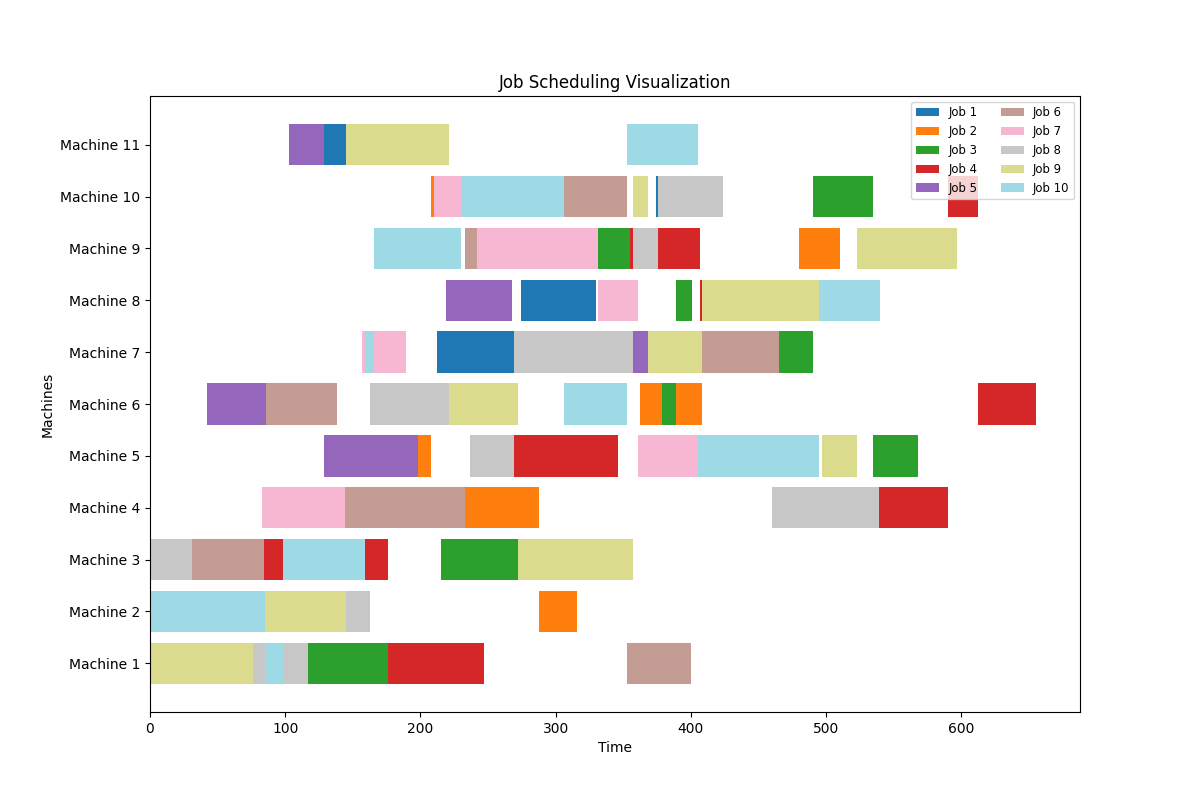 Job Scheduling Visualization
Job 1
Job 2
Job 3
Job 4
Job 5
Job 6
Job 7
Job 8
Job 9
Job 10
Machine 11
Machine 10
Machine 9
Machine 8
Machine 7
Machine 6
Machine 5
Machine 4
Machine 3
Machine 2
Machine 1
Machines
0 100 200 300 400 500 600
Time